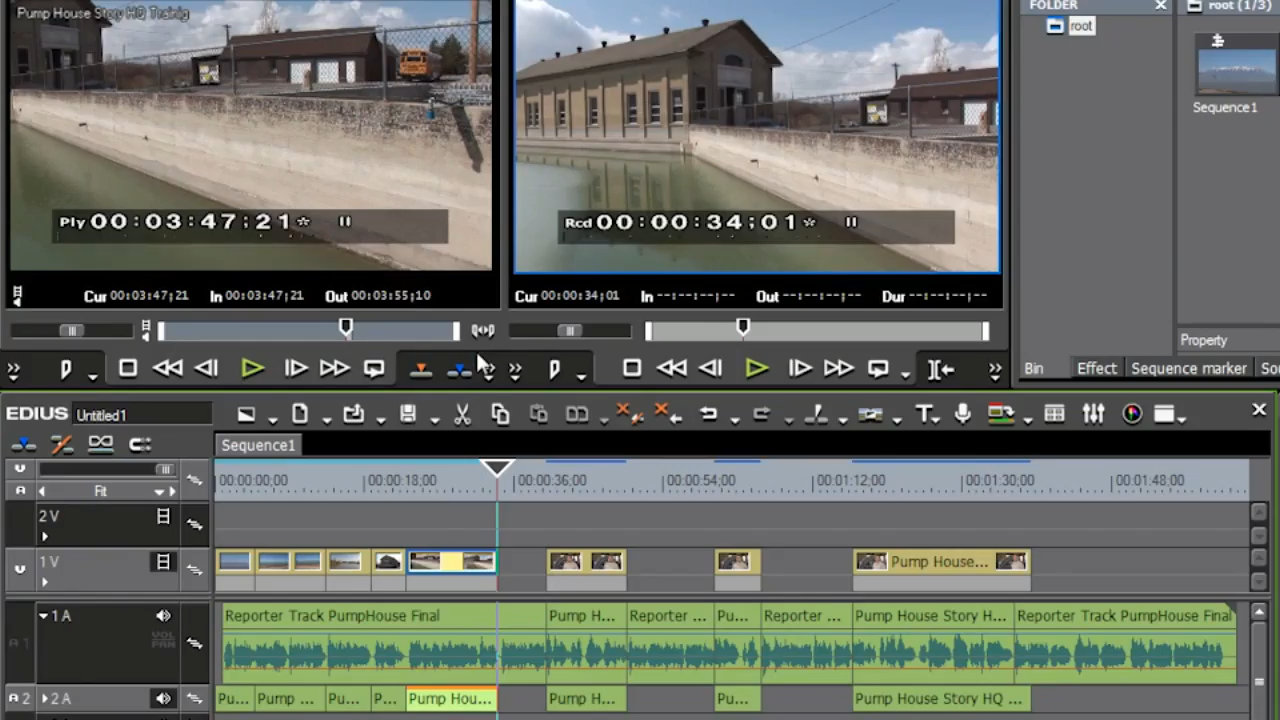 Pump House Story HQ Trainig
FOLDER
root (1/3)
root
Sequence1
Ply 00:03:47;21*
Rcd 00:00:34;01*
Cur 00:03:47;21 In 00:03:47;21 Out 00:03:55;10
Cur 00:00:34;01 In --:--:--;-- Out --:--:--;-- Dur --:--:--;--
Property
Bin Effect Sequence marker So
EDIUS Untitled1
Sequence1
Fit
00:00:00;00 00:00:18;00 00:00:36;00 00:00:54;00 00:01:12;00 00:01:30;00 00:01:48;00
2 V
1 V Pump House...
1 A Reporter Track PumpHouse Final Pump H... Reporter ... Pu... Reporter ... Pump House Story H... Reporter Track PumpHouse Final
A 1 VOL
PAN
A 2 2 A Pu... Pump ... Pu... P... Pump Hou... Pump H... Pu... Pump House Story HQ ...